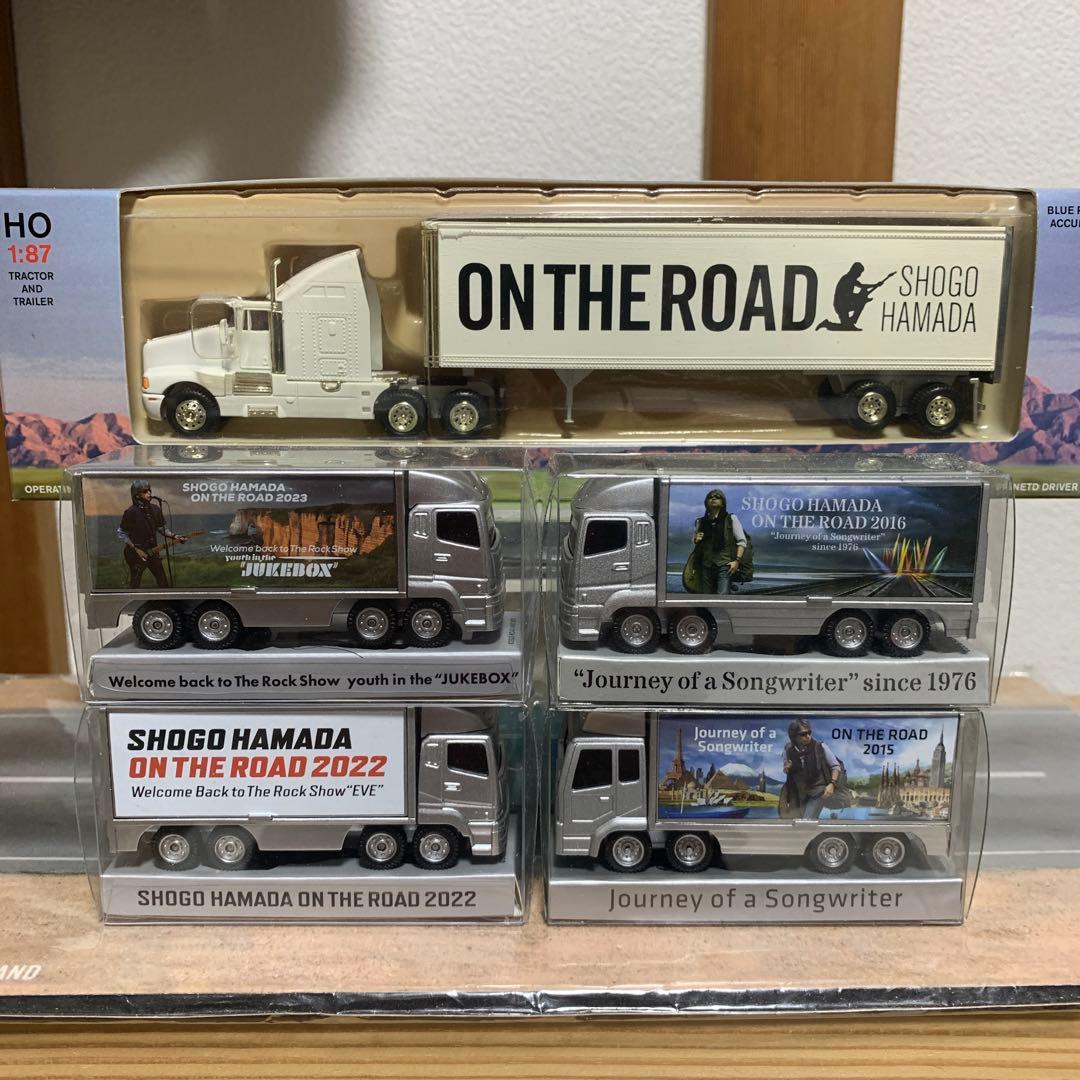 HO
1:87
TRACTOR
AND
TRAILER
BLUE
ON THE ROAD
SHOGO
HAMADA
SHOGO HAMADA
ON THE ROAD 2023
Welcome back to The Rock Show
youth in the
"JUKEBOX"
Welcome back to The Rock Show youth in the "JUKEBOX"
SHOGO HAMADA
ON THE ROAD 2016
"Journey of a Songwriter"
since 1976
"Journey of a Songwriter" since 1976
DRIVER
SHOGO HAMADA
ON THE ROAD 2022
Welcome Back to The Rock Show "EVE"
SHOGO HAMADA ON THE ROAD 2022
Journey of a
Songwriter
ON THE ROAD
2015
Journey of a Songwriter
AND